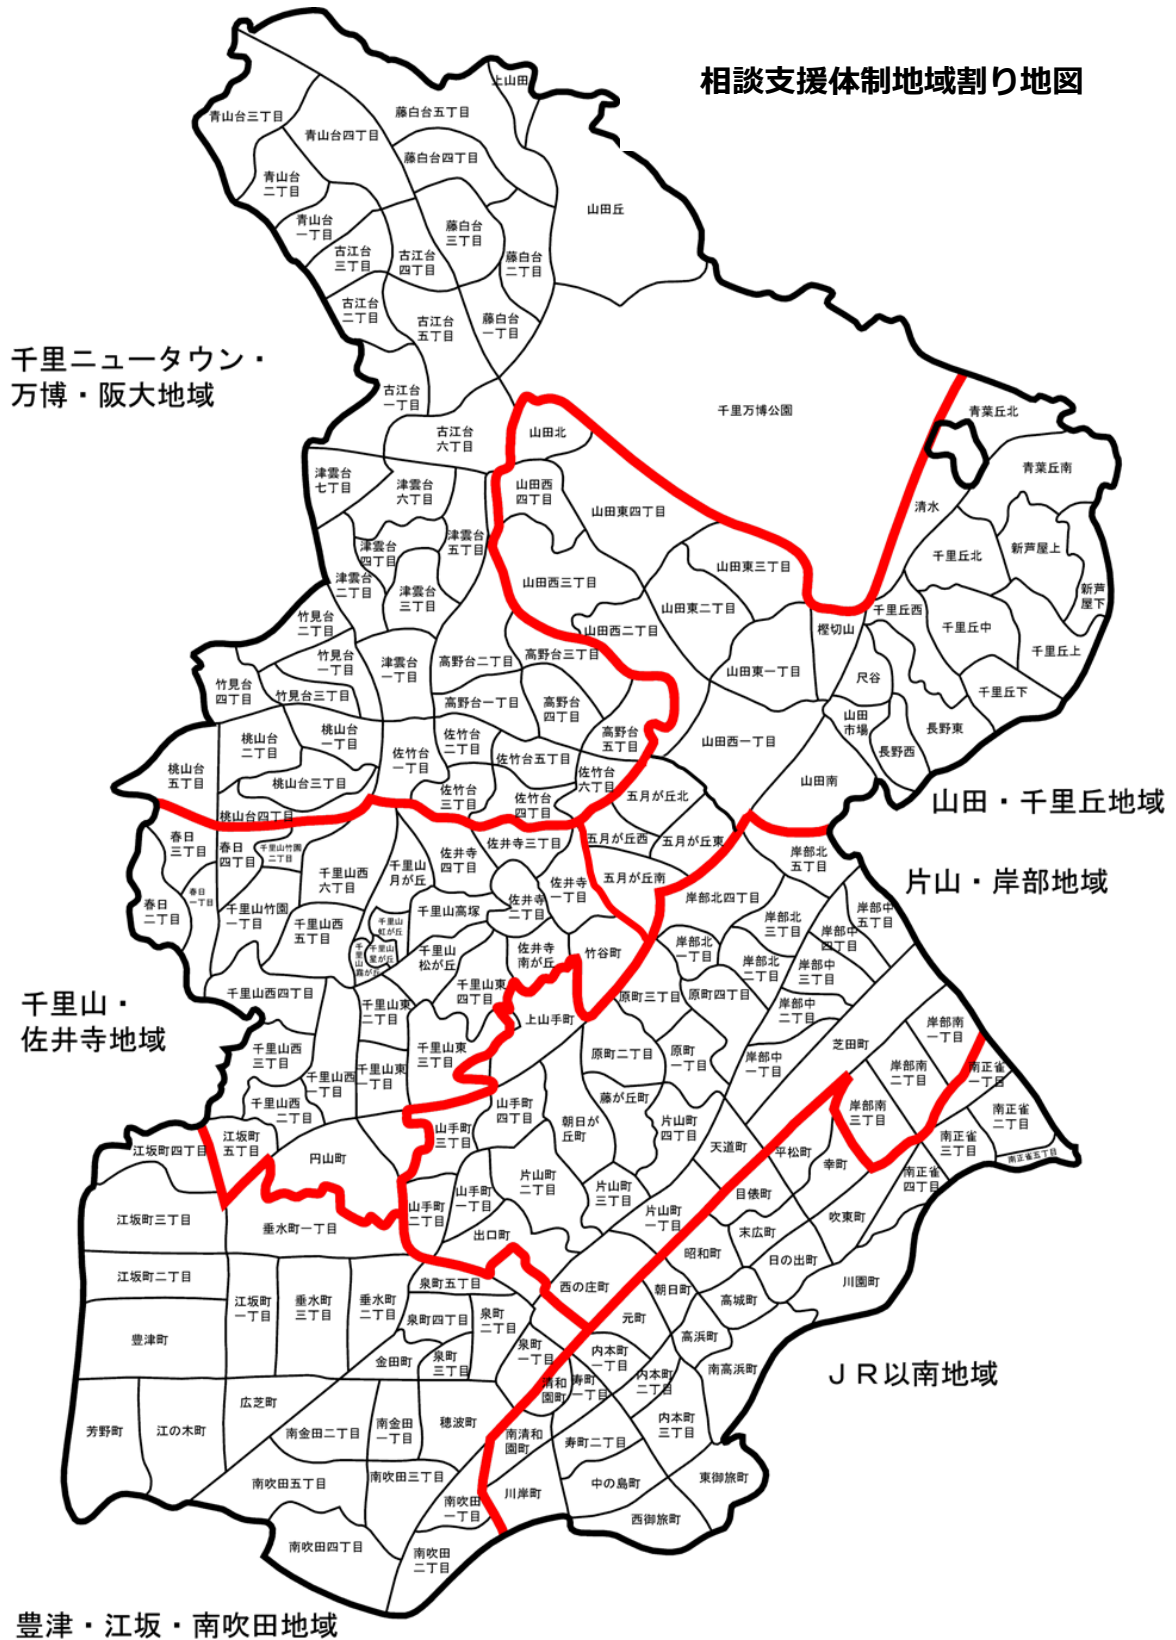 相談支援体制地域割り地図
上山田
青山台三丁目
藤白台五丁目
青山台四丁目
藤白台四丁目
青山台
二丁目
山田丘
青山台
一丁目
藤白台
三丁目
古江台
三丁目
古江台
四丁目
藤白台
二丁目
古江台
二丁目
古江台
五丁目
藤白台
一丁目
千里ニュータウン・
万博・阪大地域
古江台
一丁目
千里万博公園
青葉丘北
古江台
六丁目
山田北
津雲台
七丁目
津雲台
六丁目
山田西
四丁目
青葉丘南
山田東四丁目
清水
津雲台
五丁目
津雲台
四丁目
千里丘北
新芦屋上
山田東三丁目
津雲台
二丁目
津雲台
三丁目
山田西三丁目
新芦
屋下
山田東二丁目
千里丘西
竹見台
二丁目
山田西二丁目
樫切山
千里丘中
竹見台
一丁目
津雲台
一丁目
高野台二丁目
高野台三丁目
千里丘上
山田東一丁目
尺谷
竹見台
四丁目
竹見台三丁目
高野台一丁目
高野台
四丁目
千里丘下
山田
市場
長野東
桃山台
二丁目
桃山台
一丁目
佐竹台
二丁目
高野台
五丁目
山田西一丁目
長野西
佐竹台
一丁目
佐竹台五丁目
桃山台
五丁目
桃山台三丁目
佐竹台
六丁目
山田南
佐竹台
三丁目
佐竹台
四丁目
五月が丘北
山田・千里丘地域
桃山台四丁目
春日
三丁目
春日
四丁目
千里山竹園
二丁目
佐井寺三丁目
五月が丘西
五月が丘東
佐井寺
四丁目
岸部北
五丁目
千里山西
六丁目
千里山
月が丘
五月が丘南
片山・岸部地域
春日
一丁目
佐井寺
一丁目
岸部北四丁目
春日
二丁目
千里山竹園
一丁目
千里山高塚
佐井寺
二丁目
岸部北
三丁目
岸部中
五丁目
千里山西
五丁目
千里山
虹が丘
岸部中
四丁目
千里山
星が丘
千里山
霧が丘
千里山
松が丘
佐井寺
南が丘
竹谷町
岸部北
一丁目
岸部北
二丁目
岸部中
三丁目
千里山西四丁目
千里山東
四丁目
原町三丁目
原町四丁目
千里山・
佐井寺地域
千里山東
二丁目
上山手町
岸部中
二丁目
岸部南
一丁目
千里山西
三丁目
千里山東
三丁目
原町二丁目
原町
一丁目
岸部中
一丁目
芝田町
千里山西
一丁目
千里山東
一丁目
岸部南
二丁目
南正雀
一丁目
千里山西
二丁目
山手町
四丁目
藤が丘町
岸部南
三丁目
南正雀
二丁目
江坂町四丁目
江坂町
五丁目
山手町
三丁目
朝日が
丘町
片山町
四丁目
天道町
平松町
南正雀
三丁目
円山町
幸町
南正雀五丁目
片山町
二丁目
片山町
三丁目
目俵町
南正雀
四丁目
山手町
一丁目
江坂町三丁目
垂水町一丁目
山手町
二丁目
片山町
一丁目
吹東町
出口町
末広町
昭和町
日の出町
江坂町二丁目
泉町五丁目
西の庄町
朝日町
川園町
江坂町
一丁目
垂水町
三丁目
垂水町
二丁目
高城町
豊津町
泉町四丁目
泉町
二丁目
元町
高浜町
金田町
泉町
三丁目
泉町
一丁目
内本町
一丁目
南高浜町
ＪＲ以南地域
清和
園町
寿町
一丁目
内本町
二丁目
広芝町
芳野町
江の木町
南金田二丁目
南金田
一丁目
穂波町
南清和
園町
寿町二丁目
内本町
三丁目
南吹田五丁目
南吹田三丁目
川岸町
中の島町
東御旅町
南吹田
一丁目
西御旅町
南吹田四丁目
南吹田
二丁目
豊津・江坂・南吹田地域